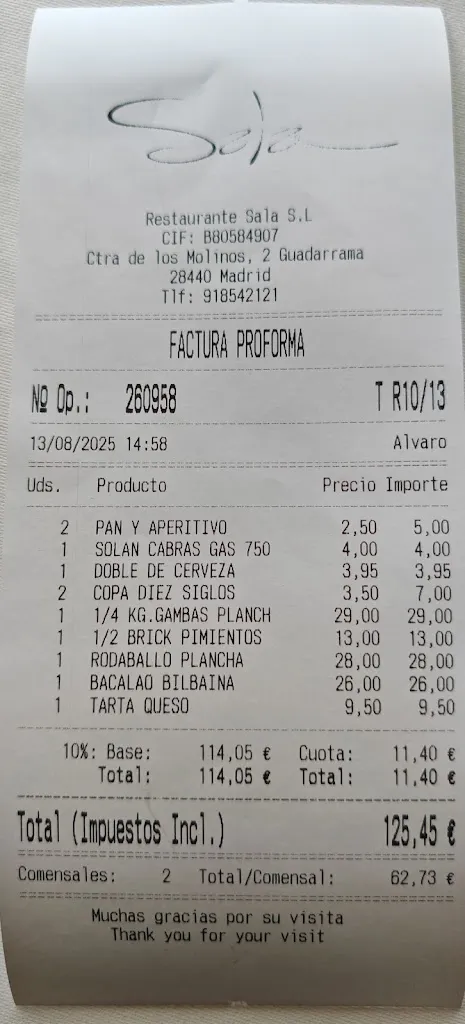 Sala
Restaurante Sala S.L
CIF: B80584907
Ctra de los Molinos, 2 Guadarrama
28440 Madrid
Tlf: 918542121
FACTURA PROFORMA
Nº Op.: 260958 T R10/13
13/08/2025 14:58 Alvaro
Uds. Producto Precio Importe
2 PAN Y APERITIVO 2,50 5,00
1 SOLAN CABRAS GAS 750 4,00 4,00
1 DOBLE DE CERVEZA 3,95 3,95
2 COPA DIEZ SIGLOS 3,50 7,00
1 1/4 KG.GAMBAS PLANCH 29,00 29,00
1 1/2 BRICK PIMIENTOS 13,00 13,00
1 RODABALLO PLANCHA 28,00 28,00
1 BACALAO BILBAINA 26,00 26,00
1 TARTA QUESO 9,50 9,50
10%: Base: 114,05 € Cuota: 11,40 €
Total: 114,05 € Total: 11,40 €
Total (Impuestos Incl.) 125,45 €
Comensales: 2 Total/Comensal: 62,73 €
Muchas gracias por su visita
Thank you for your visit